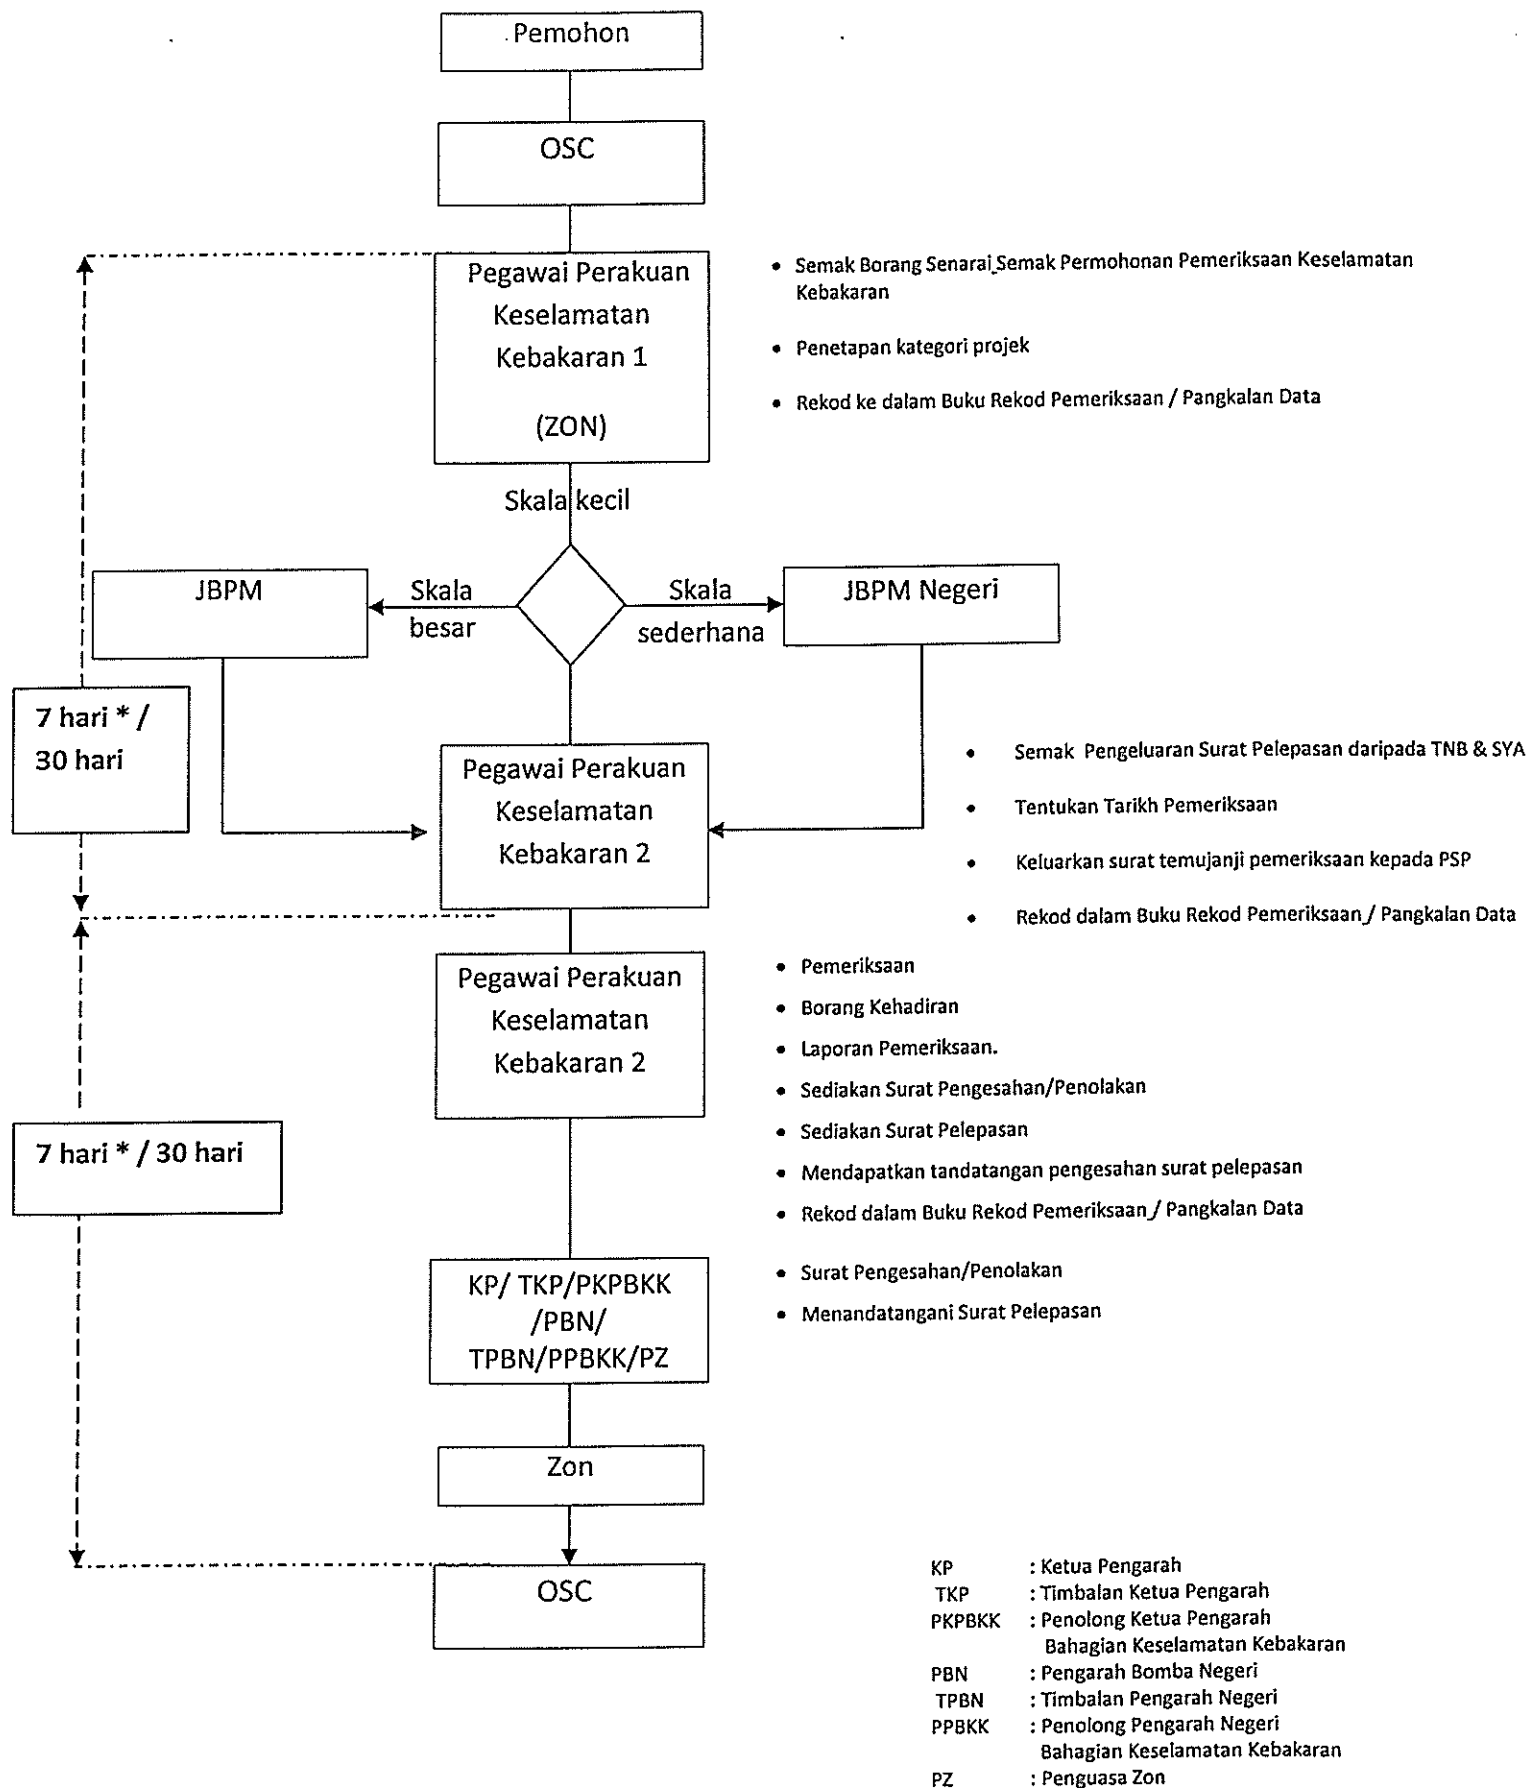 Pemohon
OSC
Pegawai Perakuan
Keselamatan
Kebakaran 1
(ZON)
• Semak Borang Senarai Semak Permohonan Pemeriksaan Keselamatan
Kebakaran
• Penetapan kategori projek
• Rekod ke dalam Buku Rekod Pemeriksaan / Pangkalan Data
Skala kecil
JBPM
Skala
besar
Skala
sederhana
JBPM Negeri
7 hari * /
30 hari
Pegawai Perakuan
Keselamatan
Kebakaran 2
• Semak Pengeluaran Surat Pelepasan daripada TNB & SYA
• Tentukan Tarikh Pemeriksaan
• Keluarkan surat temujanji pemeriksaan kepada PSP
• Rekod dalam Buku Rekod Pemeriksaan / Pangkalan Data
Pegawai Perakuan
Keselamatan
Kebakaran 2
• Pemeriksaan
• Borang Kehadiran
• Laporan Pemeriksaan.
• Sediakan Surat Pengesahan/Penolakan
• Sediakan Surat Pelepasan
• Mendapatkan tandatangan pengesahan surat pelepasan
• Rekod dalam Buku Rekod Pemeriksaan / Pangkalan Data
7 hari * / 30 hari
KP/ TKP/PKPBKK
/PBN/
TPBN/PPBKK/PZ
• Surat Pengesahan/Penolakan
• Menandatangani Surat Pelepasan
Zon
OSC
KP : Ketua Pengarah
TKP : Timbalan Ketua Pengarah
PKPBKK : Penolong Ketua Pengarah
Bahagian Keselamatan Kebakaran
PBN : Pengarah Bomba Negeri
TPBN : Timbalan Pengarah Negeri
PPBKK : Penolong Pengarah Negeri
Bahagian Keselamatan Kebakaran
PZ : Penguasa Zon